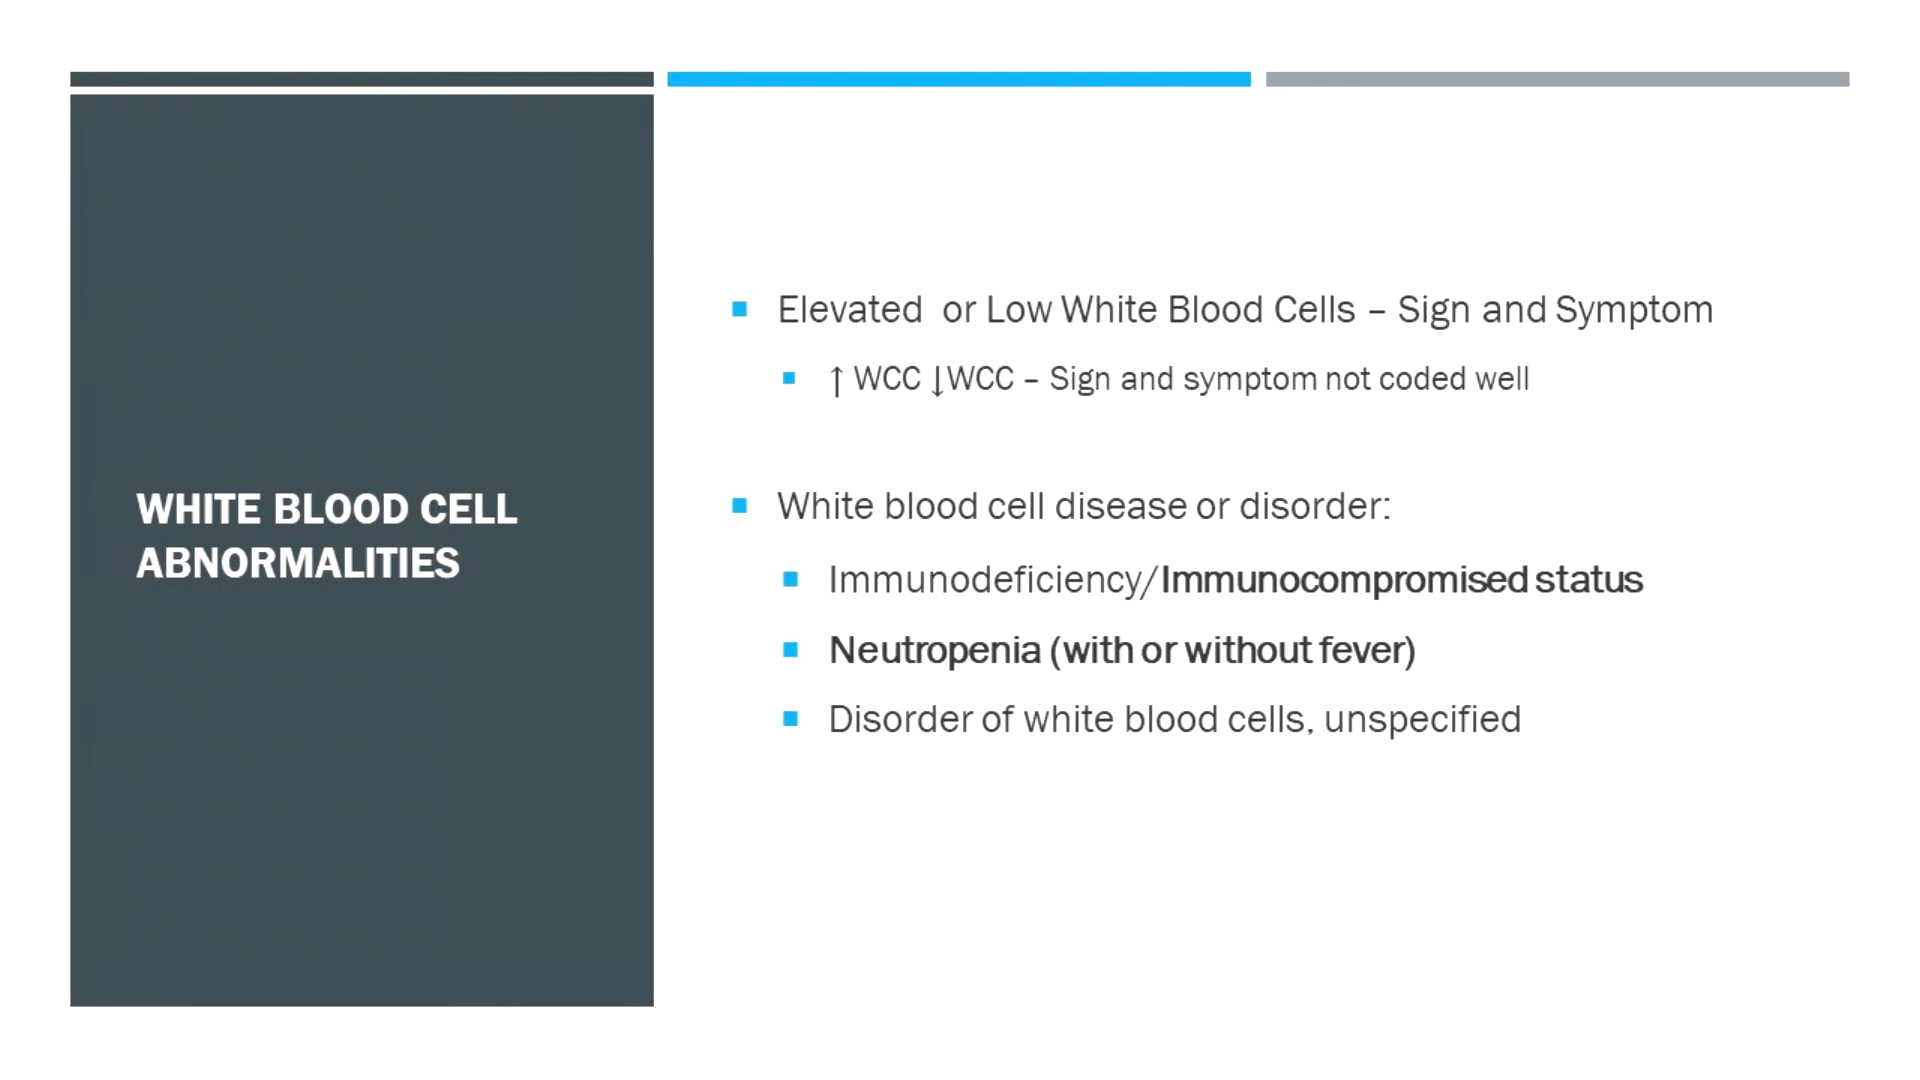 WHITE BLOOD CELL
ABNORMALITIES
Elevated or Low White Blood Cells – Sign and Symptom
↑ WCC ↓WCC – Sign and symptom not coded well
White blood cell disease or disorder:
Immunodeficiency/Immunocompromised status
Neutropenia (with or without fever)
Disorder of white blood cells, unspecified